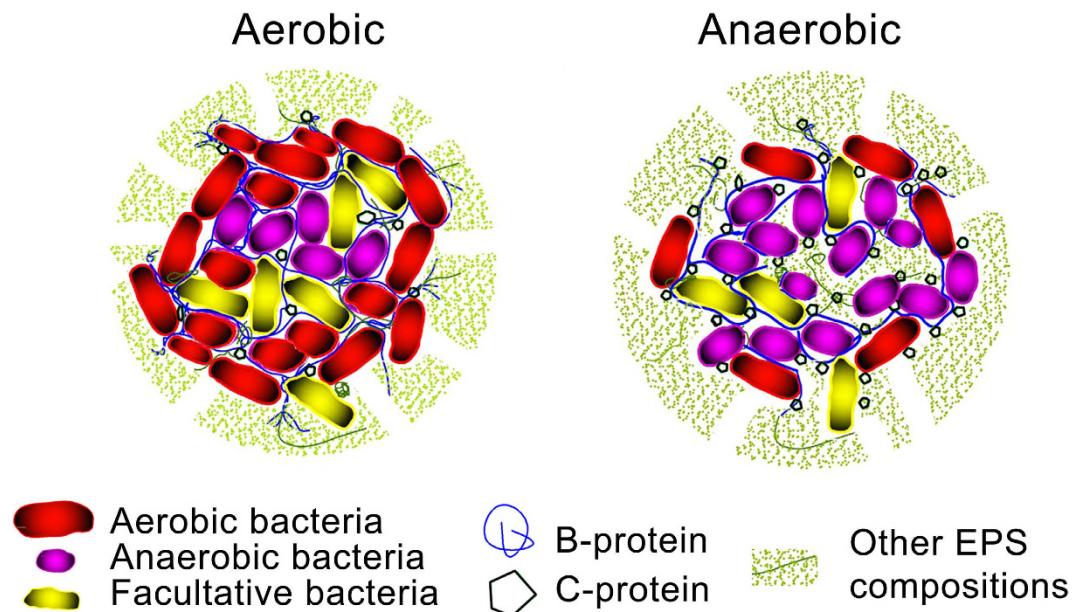 Aerobic
Anaerobic
Aerobic bacteria
Anaerobic bacteria
Facultative bacteria
B-protein
C-protein
Other EPS
compositions